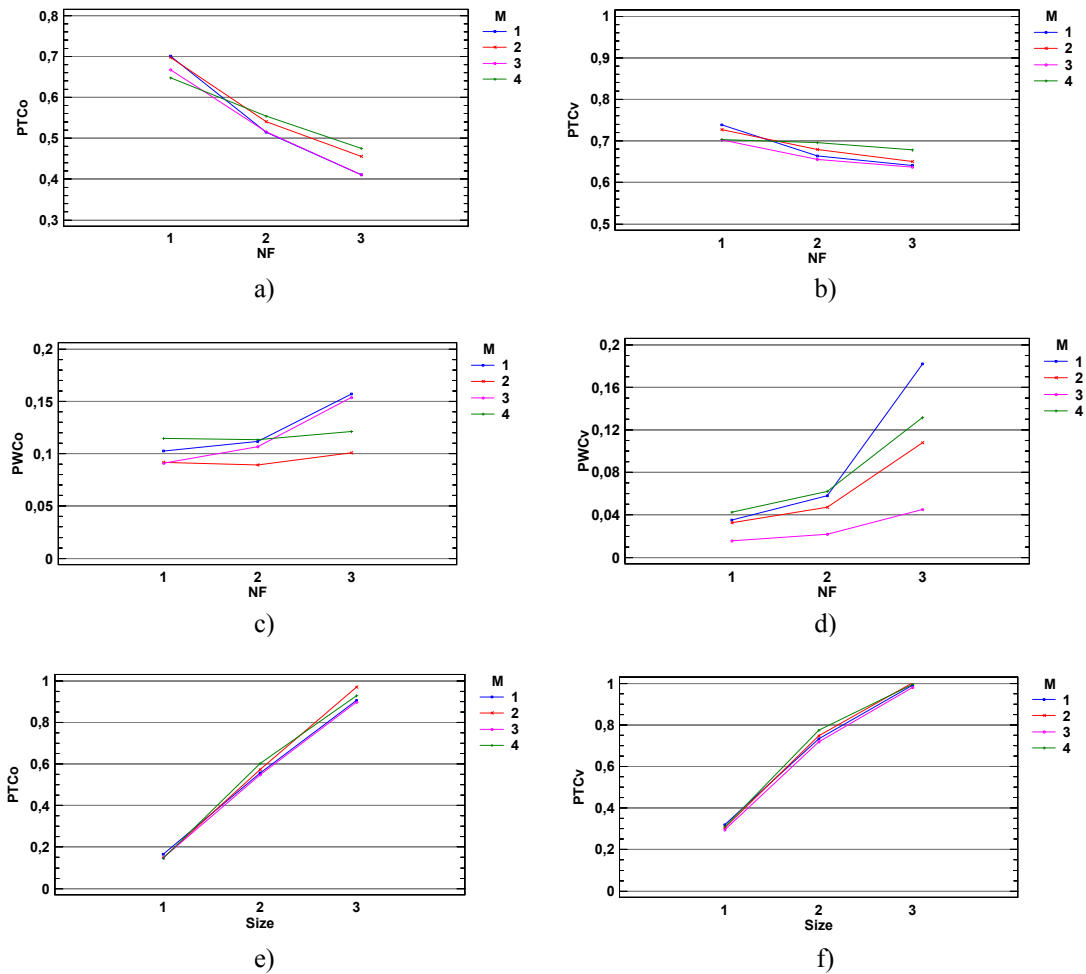 M
1
2
3
4
PTCo
0,8
0,7
0,6
0,5
0,4
0,3
1 2 3
NF
a)
M
1
2
3
4
PTCv
1
0,9
0,8
0,7
0,6
0,5
1 2 3
NF
b)
M
1
2
3
4
PWCo
0,2
0,15
0,1
0,05
0
1 2 3
NF
c)
M
1
2
3
4
PWCv
0,2
0,16
0,12
0,08
0,04
0
1 2 3
NF
d)
M
1
2
3
4
PTCo
1
0,8
0,6
0,4
0,2
0
1 2 3
Size
e)
M
1
2
3
4
PTCv
1
0,8
0,6
0,4
0,2
0
1 2 3
Size
f)